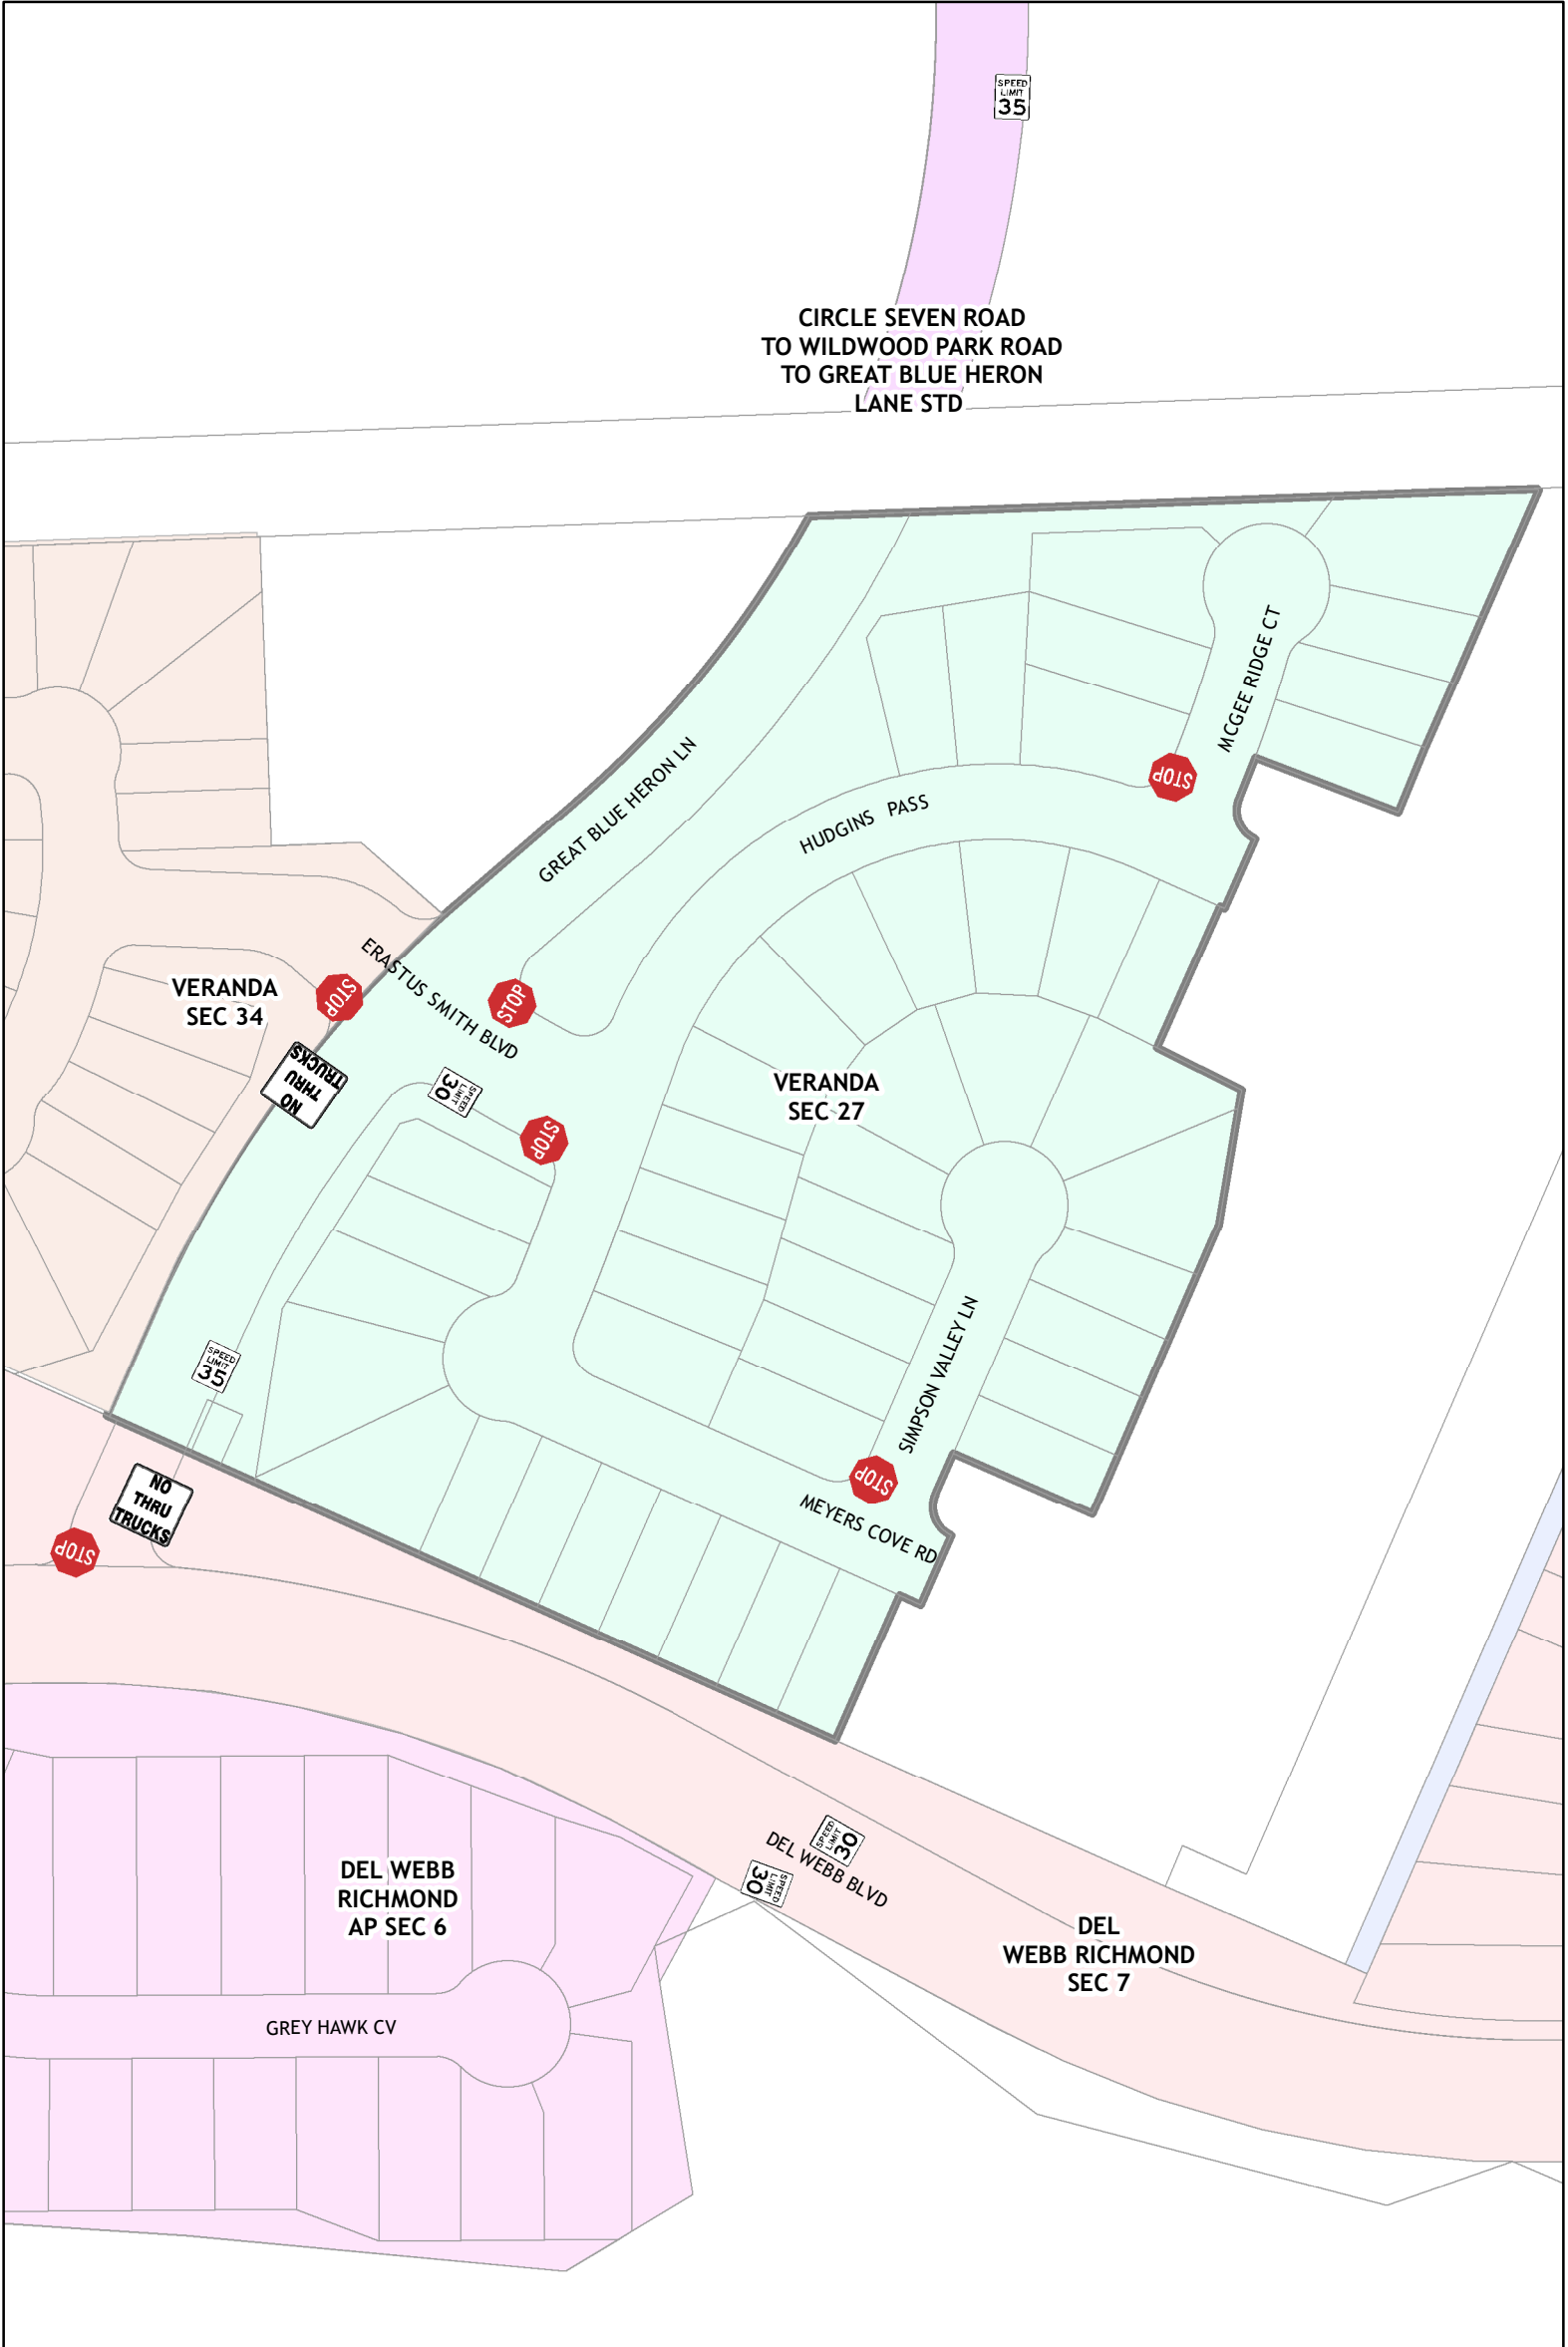 SPEED
LIMIT
35
CIRCLE SEVEN ROAD
TO WILDWOOD PARK ROAD
TO GREAT BLUE HERON
LANE STD
MCGEE RIDGE CT
STOP
GREAT BLUE HERON LN
HUDGINS PASS
ERASTUS SMITH BLVD
VERANDA
SEC 34
STOP
STOP
NO
THRU
TRUCKS
SPEED
LIMIT
30
STOP
VERANDA
SEC 27
SPEED
LIMIT
35
SIMPSON VALLEY LN
STOP
MEYERS COVE RD
NO
THRU
TRUCKS
STOP
SPEED
LIMIT
30
DEL WEBB BLVD
SPEED
LIMIT
30
DEL WEBB
RICHMOND
AP SEC 6
DEL
WEBB RICHMOND
SEC 7
GREY HAWK CV